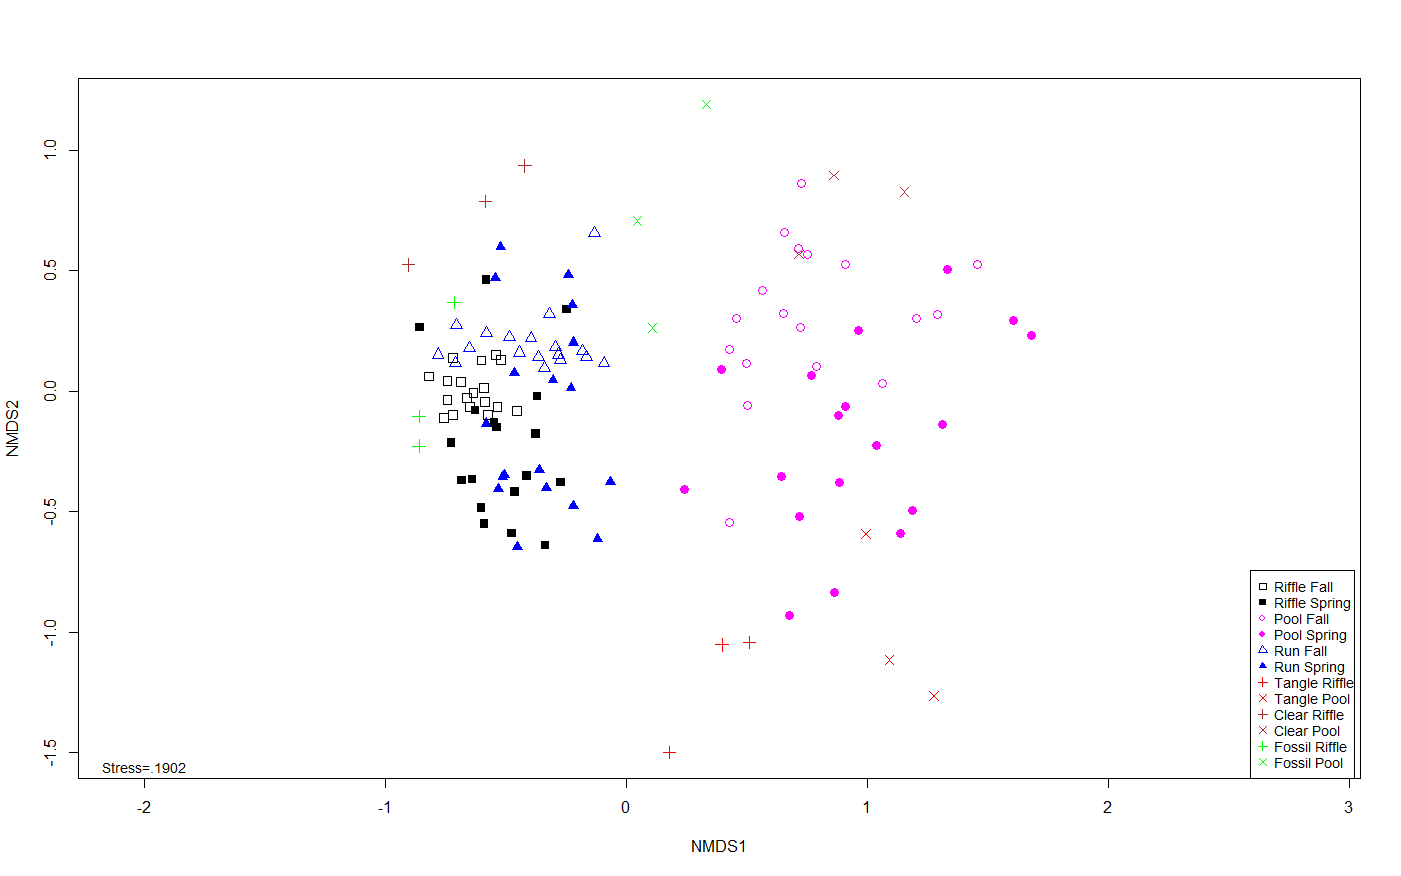 1.0
0.5
0.0
-0.5
-1.0
-1.5
NMDS2
Riffle Fall
Riffle Spring
Pool Fall
Pool Spring
Run Fall
Run Spring
Tangle Riffle
Tangle Pool
Clear Riffle
Clear Pool
Fossil Riffle
Fossil Pool
Stress=.1902
-2
-1
0
1
2
3
NMDS1